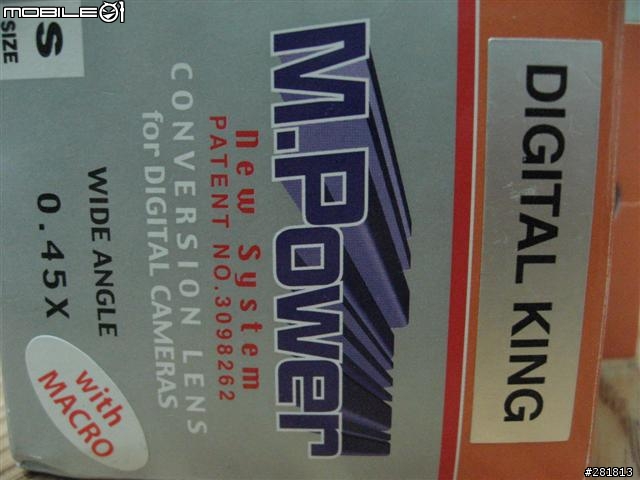 mobile01
DIGITAL KING
M.Power
new System
PATENT NO.3098262
CONVERSION LENS
for DIGITAL CAMERAS
WIDE ANGLE
0.45X
with
MACRO
S
SIZE
#281813